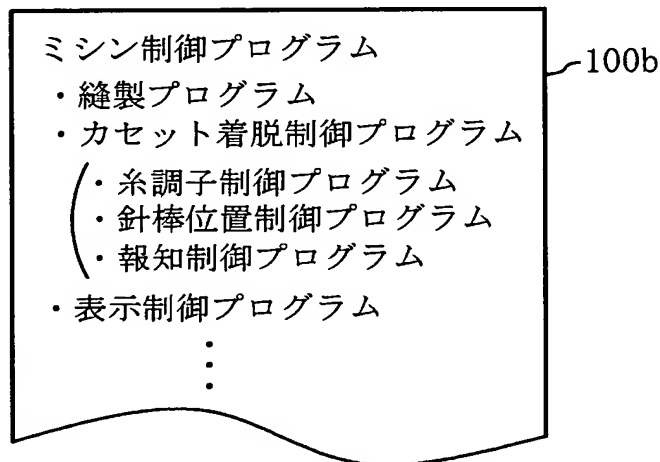 ミシン制御プログラム
100b
・縫製プログラム
・カセット着脱制御プログラム
・糸調子制御プログラム
・針棒位置制御プログラム
・報知制御プログラム
・表示制御プログラム